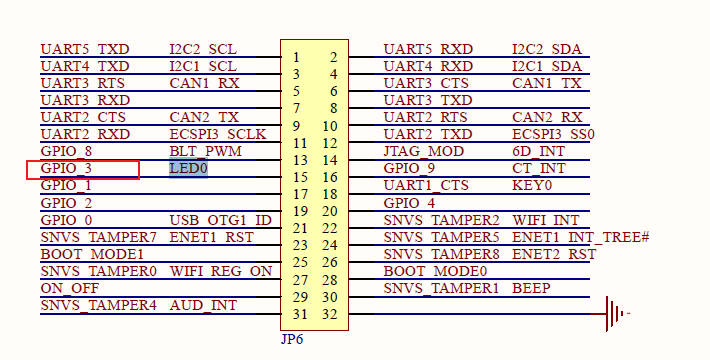 UART5_TXD I2C2_SCL 1 2 UART5_RXD I2C2_SDA
UART4_TXD I2C1_SCL 3 4 UART4_RXD I2C1_SDA
UART3_RTS CAN1_RX 5 6 UART3_CTS CAN1_TX
UART3_RXD 7 8 UART3_TXD
UART2_CTS CAN2_TX 9 10 UART2_RTS CAN2_RX
UART2_RXD ECSPI3_SCLK 11 12 UART2_TXD ECSPI3_SS0
GPIO_8 BLT_PWM 13 14 JTAG_MOD 6D_INT
GPIO_3 LED0 15 16 GPIO_9 CT_INT
GPIO_1 17 18 UART1_CTS KEY0
GPIO_2 19 20 GPIO_4
GPIO_0 USB_OTG1_ID 21 22 SNVS_TAMPER2 WIFI_INT
SNVS_TAMPER7 ENET1_RST 23 24 SNVS_TAMPER5 ENET1_INT_TREE#
BOOT_MODE1 25 26 SNVS_TAMPER8 ENET2_RST
SNVS_TAMPER0 WIFI_REG_ON 27 28 BOOT_MODE0
ON_OFF 29 30 SNVS_TAMPER1 BEEP
SNVS_TAMPER4 AUD_INT 31 32
JP6